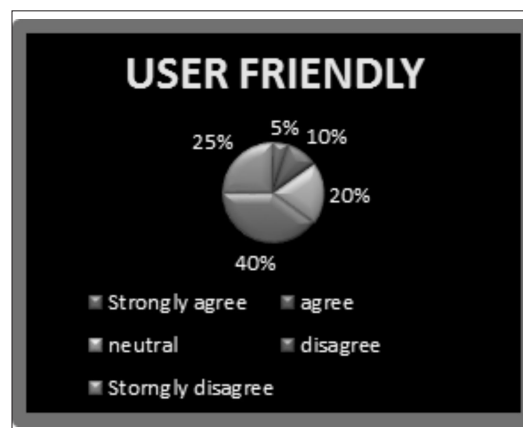 USER FRIENDLY
5%
10%
25%
20%
40%
Strongly agree
agree
neutral
disagree
Storngly disagree